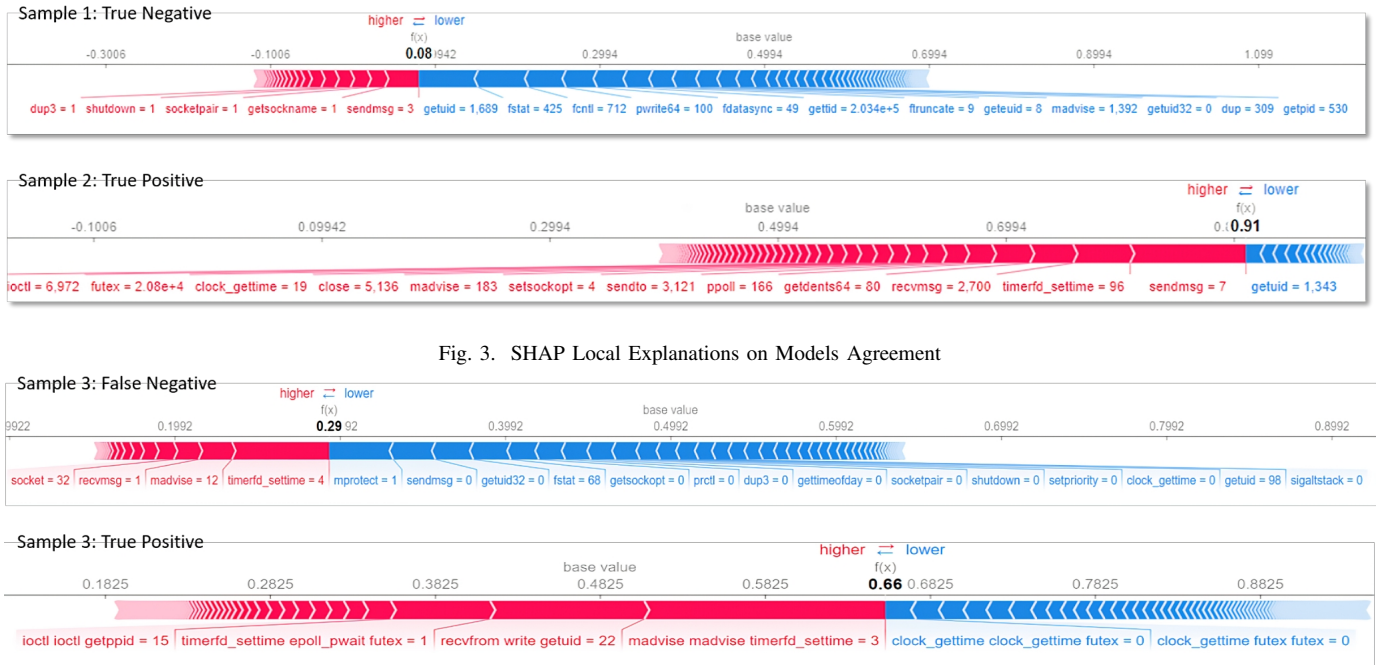 Sample 1: True Negative
higher ⇄ lower
f(x)
base value
-0.3006 -0.1006 0.08 942 0.2994 0.4994 0.6994 0.8994 1.099
dup3 = 1 shutdown = 1 socketpair = 1 getsockname = 1 sendmsg = 3 getuid = 1,689 fstat = 425 fcntl = 712 pwrite64 = 100 fdatasync = 49 gettid = 2.034e+5 ftruncate = 9 geteuid = 8 madvise = 1,392 getuid32 = 0 dup = 309 getpid = 530
Sample 2: True Positive
higher ⇄ lower
base value f(x)
-0.1006 0.09942 0.2994 0.4994 0.6994 0.91
ioctl = 6,972 futex = 2.08e+4 clock_gettime = 19 close = 5,136 madvise = 183 setsockopt = 4 sendto = 3,121 ppoll = 166 getdents64 = 80 recvmsg = 2,700 timerfd_settime = 96 sendmsg = 7 getuid = 1,343
Fig. 3. SHAP Local Explanations on Models Agreement
Sample 3: False Negative
higher ⇄ lower
f(x) base value
9922 0.1992 0.29 92 0.3992 0.4992 0.5992 0.6992 0.7992 0.8992
socket = 32 recvmsg = 1 madvise = 12 timerfd_settime = 4 mprotect = 1 sendmsg = 0 getuid32 = 0 fstat = 68 getsockopt = 0 prctl = 0 dup3 = 0 gettimeofday = 0 socketpair = 0 shutdown = 0 setpriority = 0 clock_gettime = 0 getuid = 98 sigaltstack = 0
Sample 3: True Positive
higher ⇄ lower
base value f(x)
0.1825 0.2825 0.3825 0.4825 0.5825 0.66 0.6825 0.7825 0.8825
ioctl ioctl getppid = 15 timerfd_settime epoll_pwait futex = 1 recvfrom write getuid = 22 madvise madvise timerfd_settime = 3 clock_gettime clock_gettime futex = 0 clock_gettime futex futex = 0